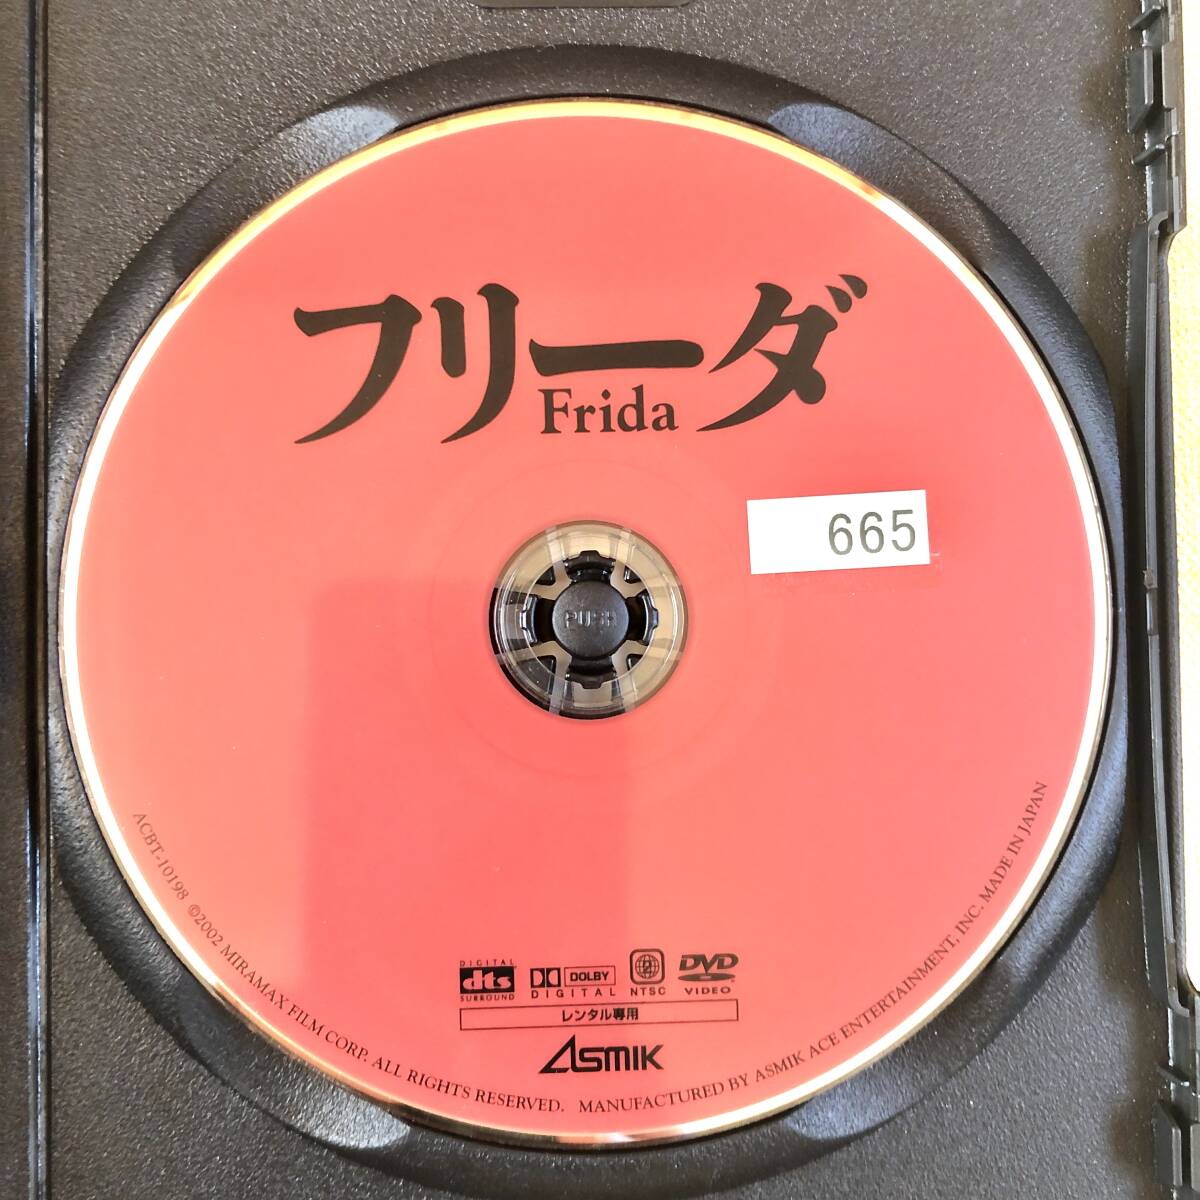 フリーダ
Frida
665
PUSH
DIGITAL
dts
SURROUND
DOLBY
DIGITAL
2
NTSC
DVD
VIDEO
レンタル専用
ASMIK
ACBT-10198 ©2002 MIRAMAX FILM CORP. ALL RIGHTS RESERVED. MANUFACTURED BY ASMIK ACE ENTERTAINMENT, INC. MADE IN JAPAN